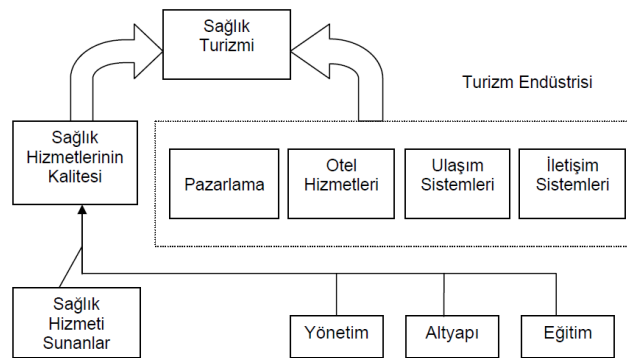 Sağlık
Turizmi
Turizm Endüstrisi
Sağlık
Hizmetlerinin
Kalitesi
Pazarlama
Otel
Hizmetleri
Ulaşım
Sistemleri
İletişim
Sistemleri
Sağlık
Hizmeti
Sunanlar
Yönetim
Altyapı
Eğitim